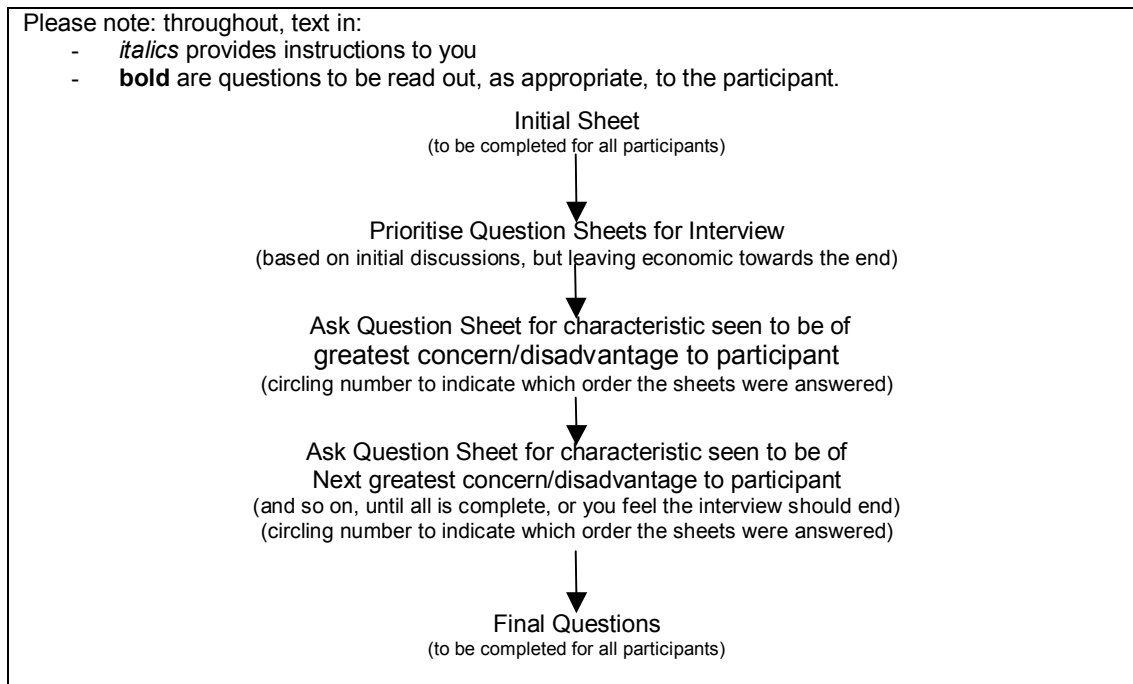 Please note: throughout, text in:
- italics provides instructions to you
- bold are questions to be read out, as appropriate, to the participant.
Initial Sheet
(to be completed for all participants)
Prioritise Question Sheets for Interview
(based on initial discussions, but leaving economic towards the end)
Ask Question Sheet for characteristic seen to be of
greatest concern/disadvantage to participant
(circling number to indicate which order the sheets were answered)
Ask Question Sheet for characteristic seen to be of
Next greatest concern/disadvantage to participant
(and so on, until all is complete, or you feel the interview should end)
(circling number to indicate which order the sheets were answered)
Final Questions
(to be completed for all participants)